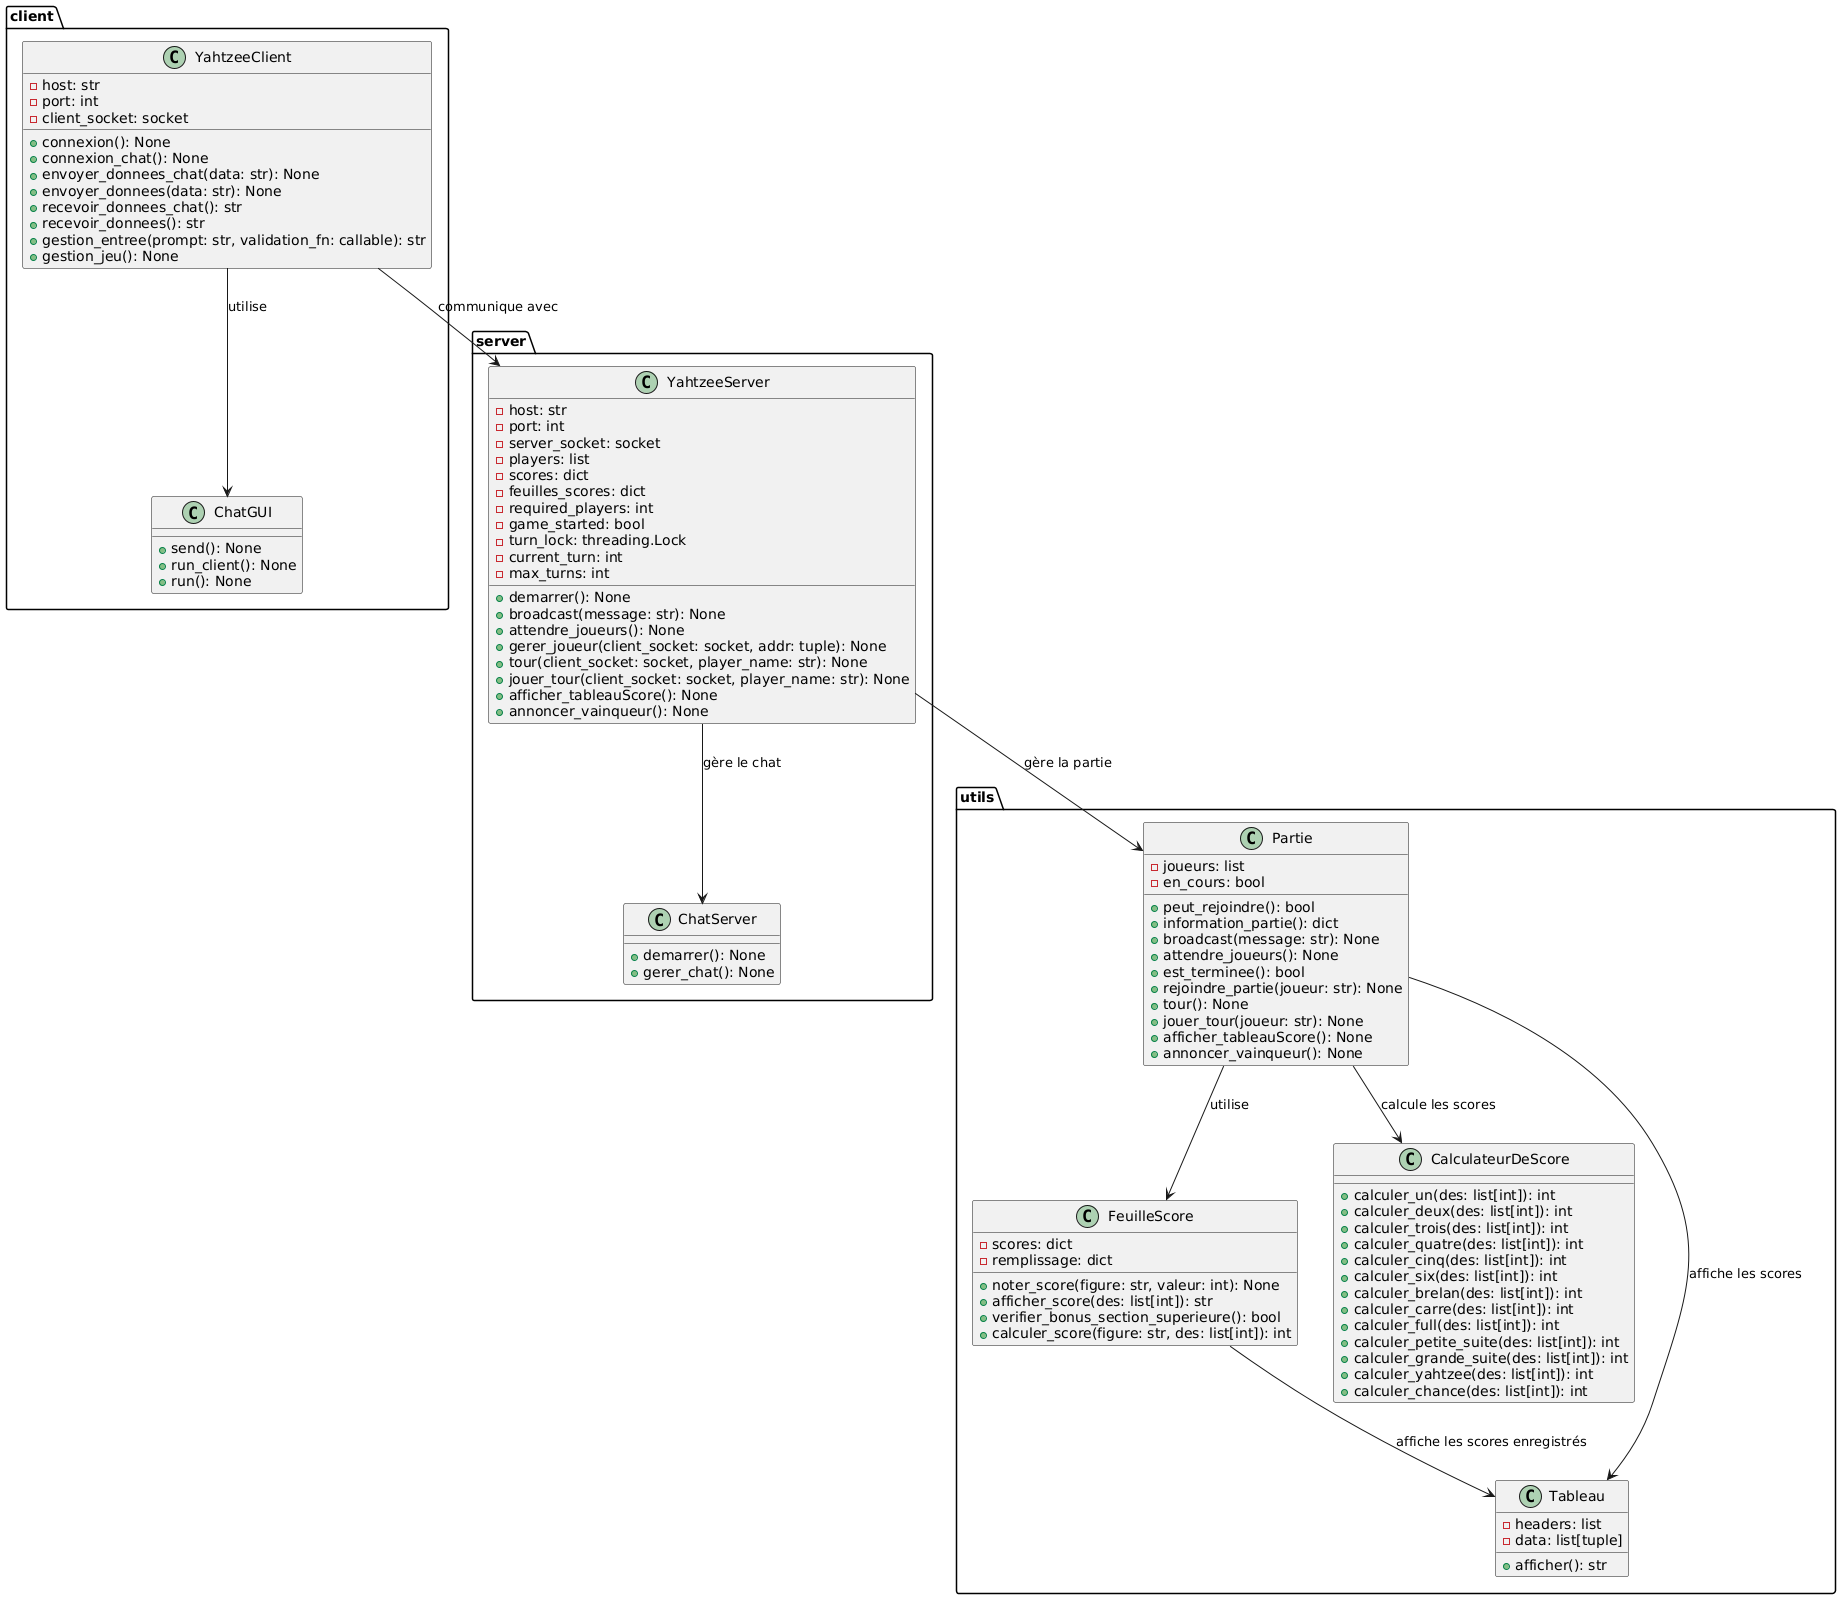 client
C YahtzeeClient
host: str
port: int
client_socket: socket
connexion(): None
connexion_chat(): None
envoyer_donnees_chat(data: str): None
envoyer_donnees(data: str): None
recevoir_donnees_chat(): str
recevoir_donnees(): str
gestion_entree(prompt: str, validation_fn: callable): str
gestion_jeu(): None
utilise
communique avec
C ChatGUI
send(): None
run_client(): None
run(): None
server
C YahtzeeServer
host: str
port: int
server_socket: socket
players: list
scores: dict
feuilles_scores: dict
required_players: int
game_started: bool
turn_lock: threading.Lock
current_turn: int
max_turns: int
demarrer(): None
broadcast(message: str): None
attendre_joueurs(): None
gerer_joueur(client_socket: socket, addr: tuple): None
tour(client_socket: socket, player_name: str): None
jouer_tour(client_socket: socket, player_name: str): None
afficher_tableauScore(): None
annoncer_vainqueur(): None
gère le chat
gère la partie
C ChatServer
demarrer(): None
gerer_chat(): None
utils
C Partie
joueurs: list
en_cours: bool
peut_rejoindre(): bool
information_partie(): dict
broadcast(message: str): None
attendre_joueurs(): None
est_terminee(): bool
rejoindre_partie(joueur: str): None
tour(): None
jouer_tour(joueur: str): None
afficher_tableauScore(): None
annoncer_vainqueur(): None
utilise
calcule les scores
affiche les scores
C FeuilleScore
scores: dict
remplissage: dict
noter_score(figure: str, valeur: int): None
afficher_score(des: list[int]): str
verifier_bonus_section_superieure(): bool
calculer_score(figure: str, des: list[int]): int
C CalculateurDeScore
calculer_un(des: list[int]): int
calculer_deux(des: list[int]): int
calculer_trois(des: list[int]): int
calculer_quatre(des: list[int]): int
calculer_cinq(des: list[int]): int
calculer_six(des: list[int]): int
calculer_brelan(des: list[int]): int
calculer_carre(des: list[int]): int
calculer_full(des: list[int]): int
calculer_petite_suite(des: list[int]): int
calculer_grande_suite(des: list[int]): int
calculer_yahtzee(des: list[int]): int
calculer_chance(des: list[int]): int
affiche les scores enregistrés
C Tableau
headers: list
data: list[tuple]
afficher(): str